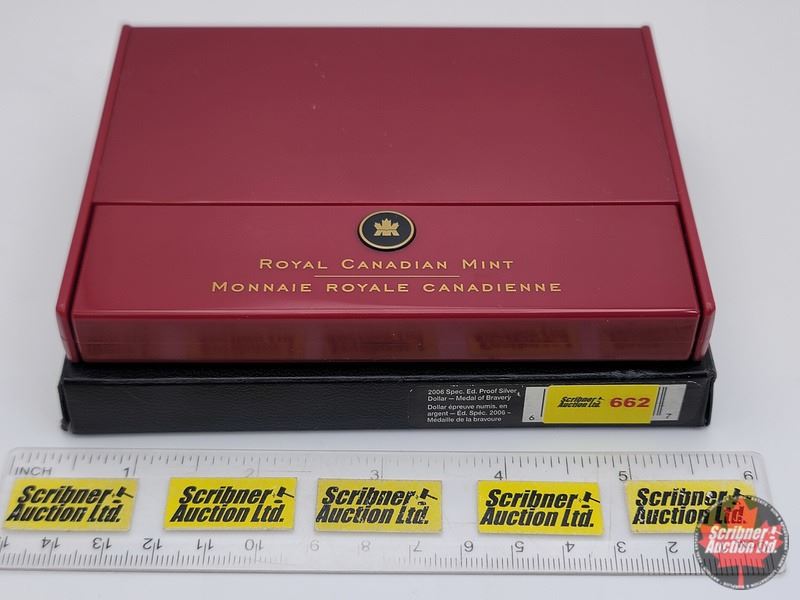 ROYAL CANADIAN MINT
MONNAIE ROYALE CANADIENNE
2006 Spec. Ed. Proof Silver
Dollar – Medal of Bravery
Dollar épreuve numis. en
argent – Éd. Spéc. 2006 –
Médaille de la bravoure
6
Scribner
Auction Ltd.
662
7
INCH 1 3 4 5 6
Scribner
Auction Ltd.
Scribner
Auction Ltd.
Scribner
Auction Ltd.
Scribner
Auction Ltd.
Scribner
Auction Ltd.
14 13 12 11 10 9 8 7 6 5 4 3 2
Scribner
Auction Ltd.